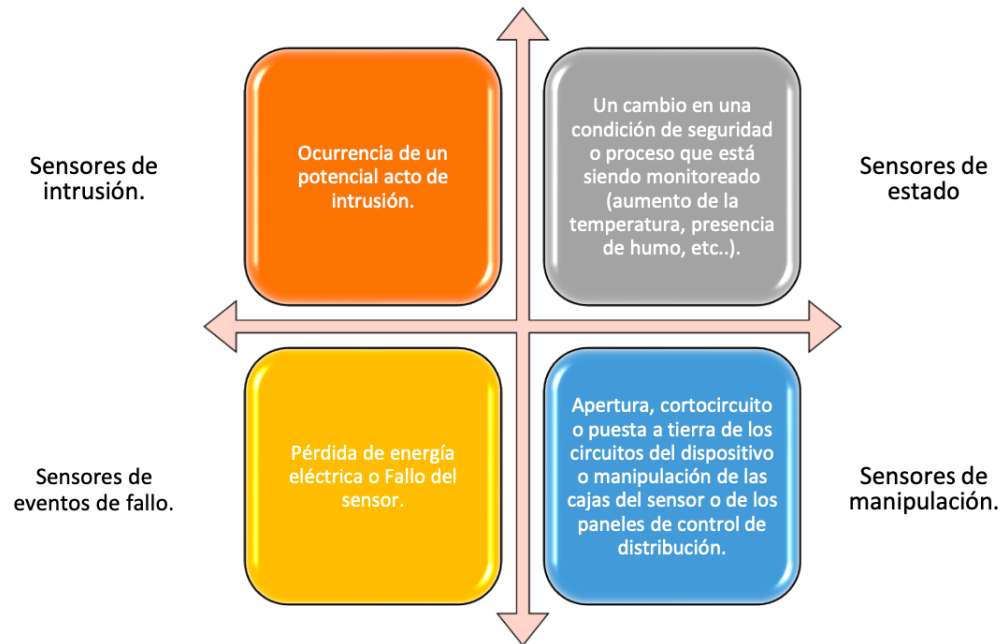 Sensores de
intrusión.
Ocurrencia de un
potencial acto de
intrusión.
Un cambio en una
condición de seguridad
o proceso que está
siendo monitoreado
(aumento de la
temperatura, presencia
de humo, etc..).
Sensores de
estado
Sensores de
eventos de fallo.
Pérdida de energía
eléctrica o Fallo del
sensor.
Apertura, cortocircuito
o puesta a tierra de los
circuitos del dispositivo
o manipulación de las
cajas del sensor o de los
paneles de control de
distribución.
Sensores de
manipulación.